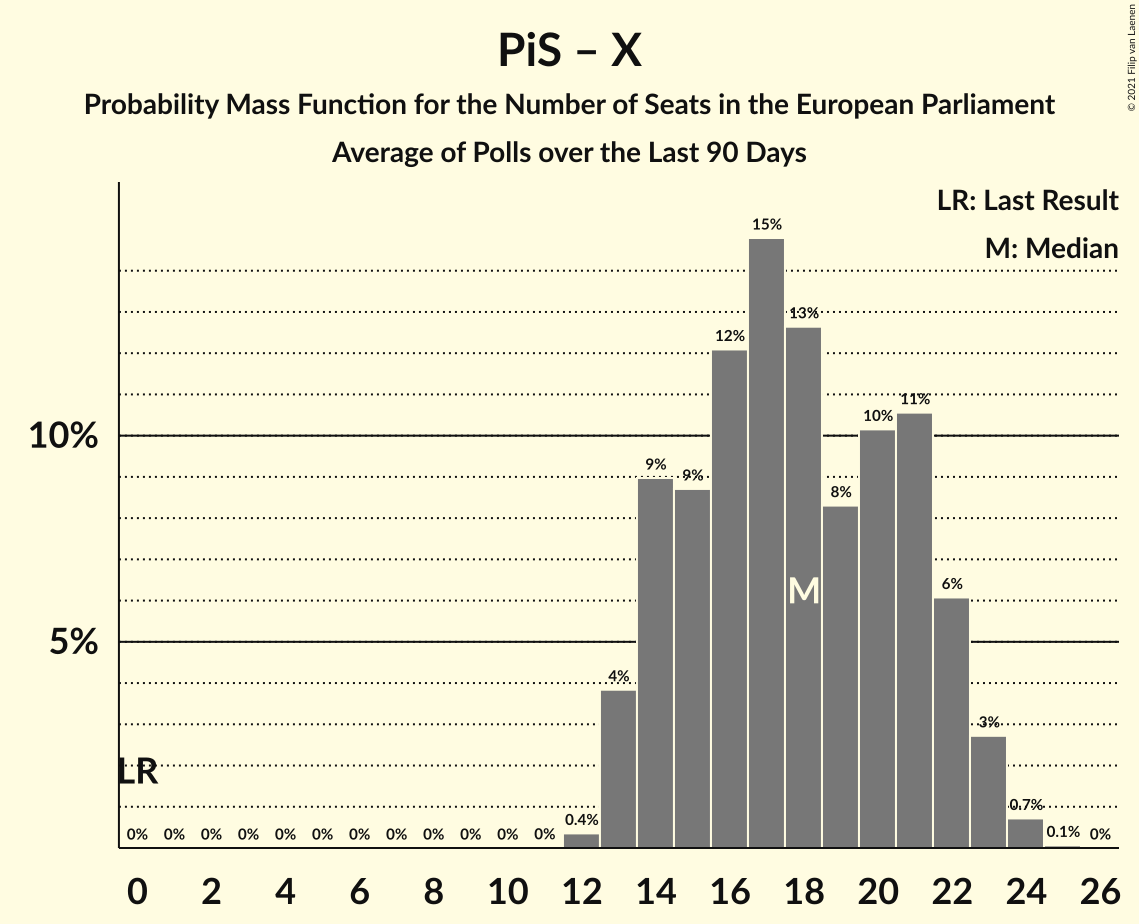 PiS – X
Probability Mass Function for the Number of Seats in the European Parliament
Average of Polls over the Last 90 Days
© 2021 Filip van Laenen
LR: Last Result
M: Median
15%
13%
12%
11%
10%
10%
9%
9%
8%
6%
M
5%
4%
3%
LR
0.7%
0.4%
0% 0% 0% 0% 0% 0% 0% 0% 0% 0% 0% 0% 0.1% 0%
0 2 4 6 8 10 12 14 16 18 20 22 24 26